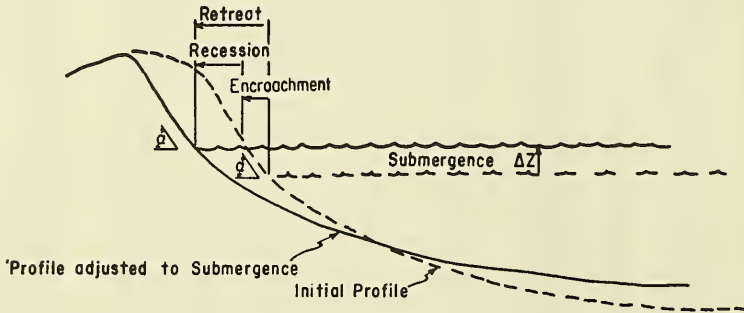 Retreat
Recession
Encroachment
Submergence ΔZ
a
a
'Profile adjusted to Submergence
Initial Profile